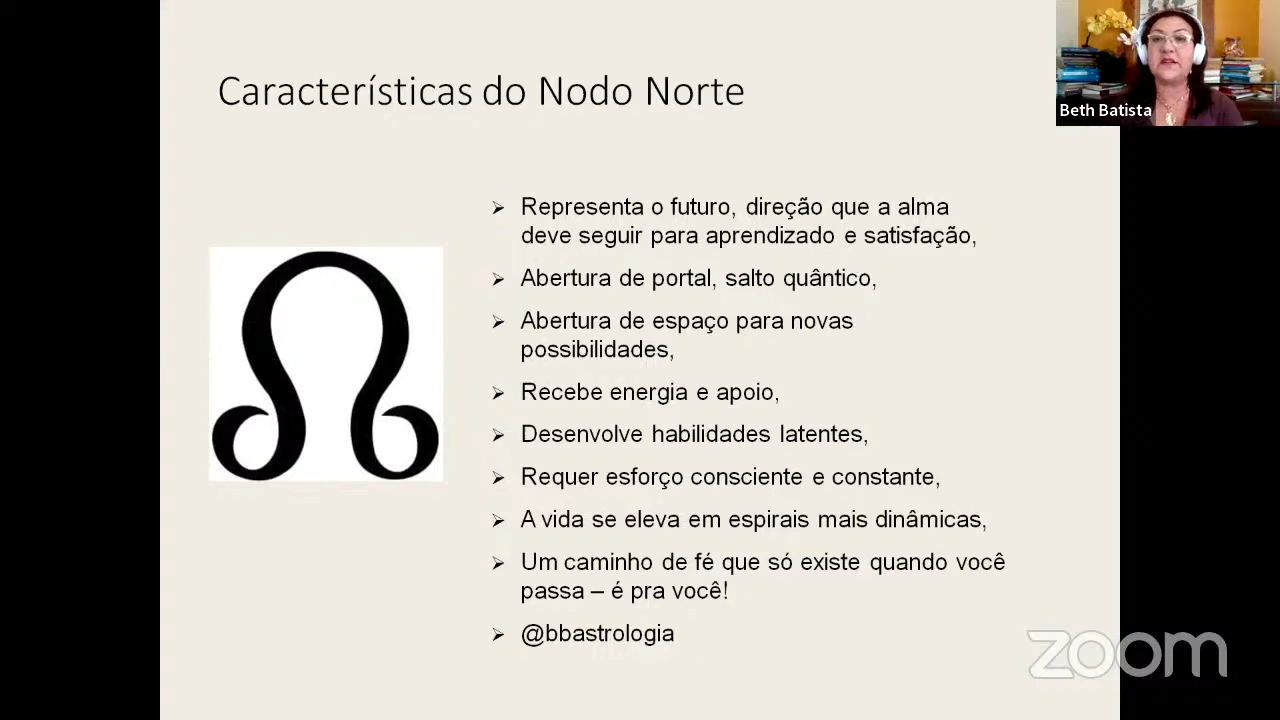 Características do Nodo Norte
Beth Batista
Representa o futuro, direção que a alma
deve seguir para aprendizado e satisfação,
Abertura de portal, salto quântico,
Abertura de espaço para novas
possibilidades,
Recebe energia e apoio,
Desenvolve habilidades latentes,
Requer esforço consciente e constante,
A vida se eleva em espirais mais dinâmicas,
Um caminho de fé que só existe quando você
passa – é pra você!
@bbastrologia
zoom